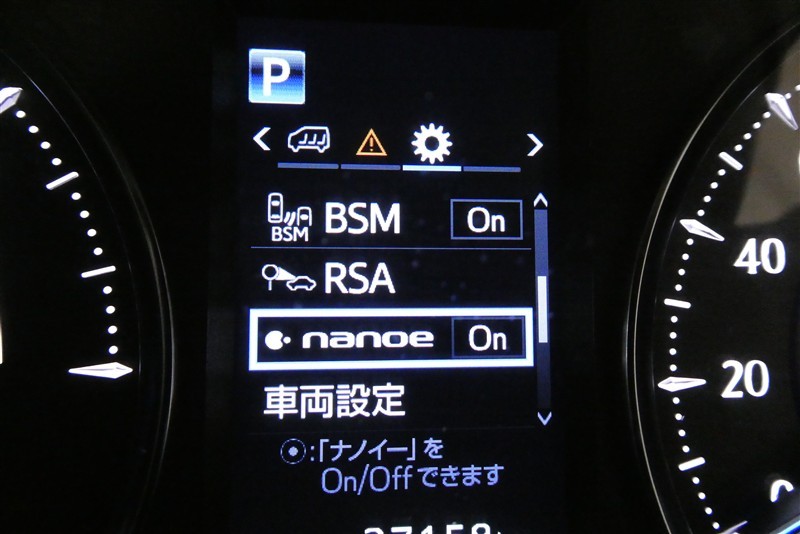 P
BSM BSM On
RSA
nanoe On
車両設定
:「ナノイー」を
On/Offできます
40
20
0